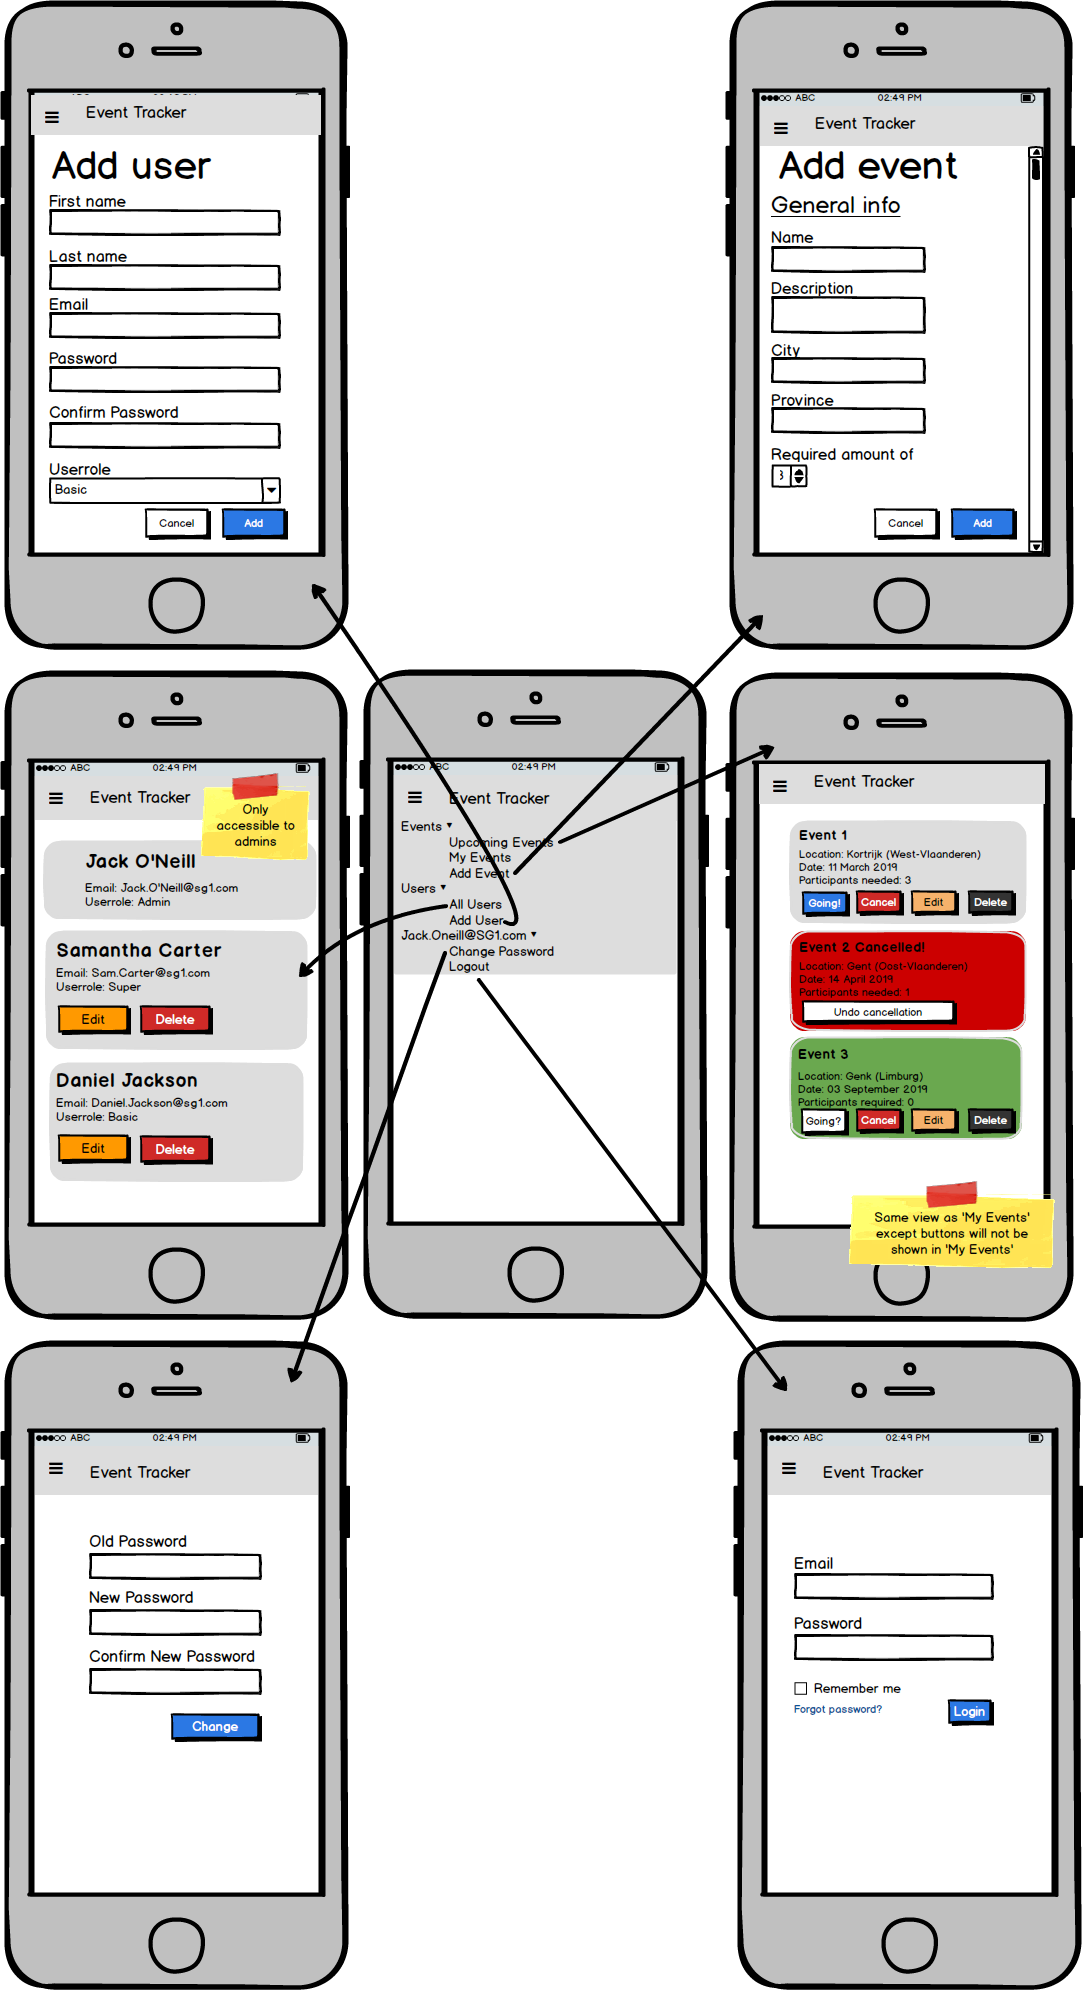 Event Tracker
Add user
First name
Last name
Email
Password
Confirm Password
Userrole
Basic
Cancel
Add
ABC
02:49 PM
Event Tracker
Add event
General info
Name
Description
City
Province
Required amount of
3
Cancel
Add
ABC
02:49 PM
Event Tracker
Only
accessible to
admins
Jack O'Neill
Email: Jack.O'Neill@sg1.com
Userrole: Admin
Samantha Carter
Email: Sam.Carter@sg1.com
Userrole: Super
Edit
Delete
Daniel Jackson
Email: Daniel.Jackson@sg1.com
Userrole: Basic
Edit
Delete
ABC
02:49 PM
Event Tracker
Events
Upcoming Events
My Events
Add Event
Users
All Users
Add User
Jack.Oneill@SG1.com
Change Password
Logout
Event Tracker
Event 1
Location: Kortrijk (West-Vlaanderen)
Date: 11 March 2019
Participants needed: 3
Going!
Cancel
Edit
Delete
Event 2 Cancelled!
Location: Gent (Oost-Vlaanderen)
Date: 14 April 2019
Participants needed: 1
Undo cancellation
Event 3
Location: Genk (Limburg)
Date: 03 September 2019
Participants required: 0
Going?
Cancel
Edit
Delete
Same view as 'My Events'
except buttons will not be
shown in 'My Events'
ABC
02:49 PM
Event Tracker
Old Password
New Password
Confirm New Password
Change
ABC
02:49 PM
Event Tracker
Email
Password
Remember me
Forgot password?
Login